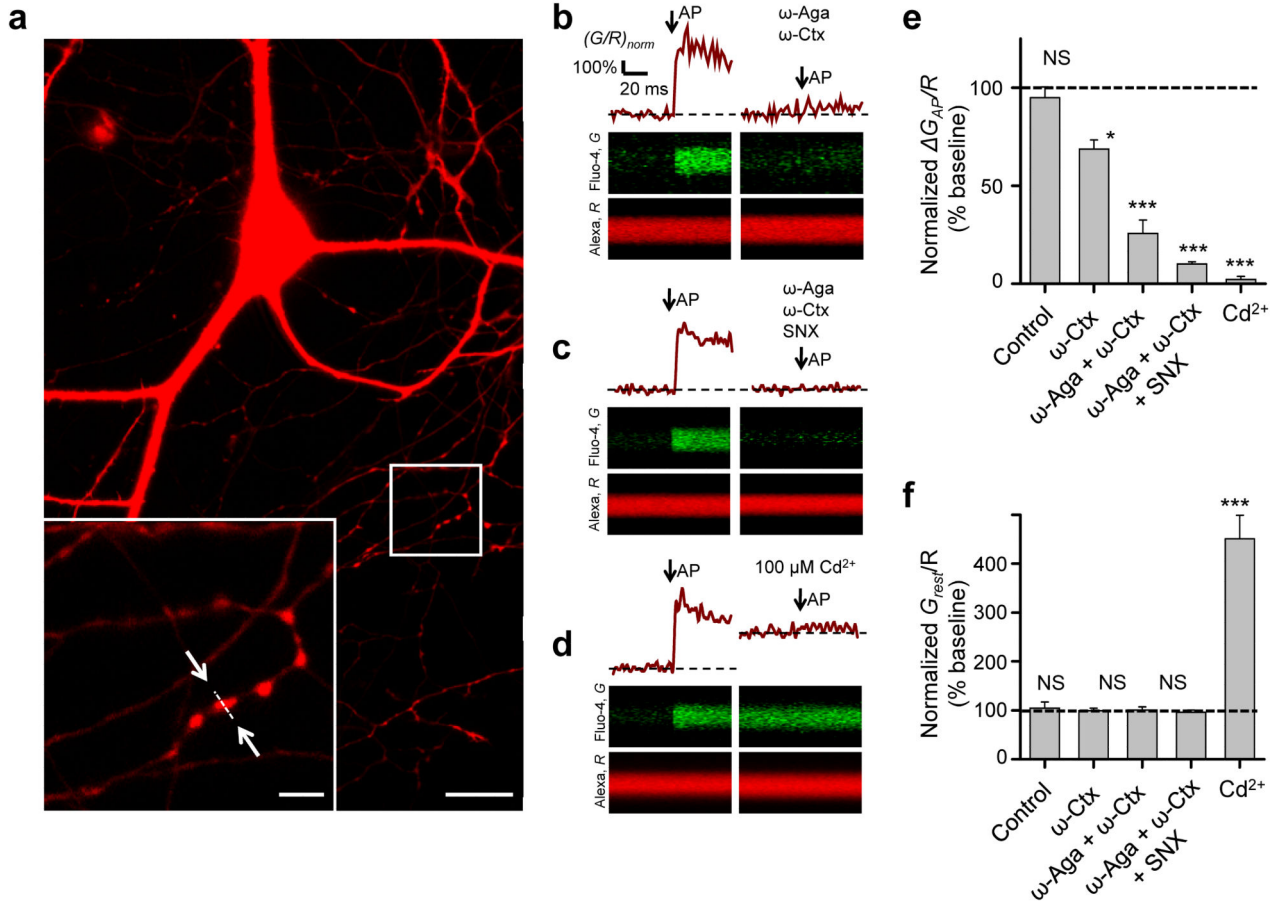 a
b
AP
ω-Aga
ω-Ctx
(G/R)norm
100%
20 ms
AP
Fluo-4, G
Alexa, R
c
AP
ω-Aga
ω-Ctx
SNX
AP
Fluo-4, G
Alexa, R
d
AP
100 μM Cd²⁺
AP
Fluo-4, G
Alexa, R
e
Normalized ΔG_AP/R
(% baseline)
100
50
0
NS
*
***
***
***
Control
ω-Ctx
ω-Aga + ω-Ctx
ω-Aga + ω-Ctx
+ SNX
Cd²⁺
f
Normalized G_rest/R
(% baseline)
400
300
200
100
0
NS
NS
NS
***
Control
ω-Ctx
ω-Aga + ω-Ctx
ω-Aga + ω-Ctx
+ SNX
Cd²⁺